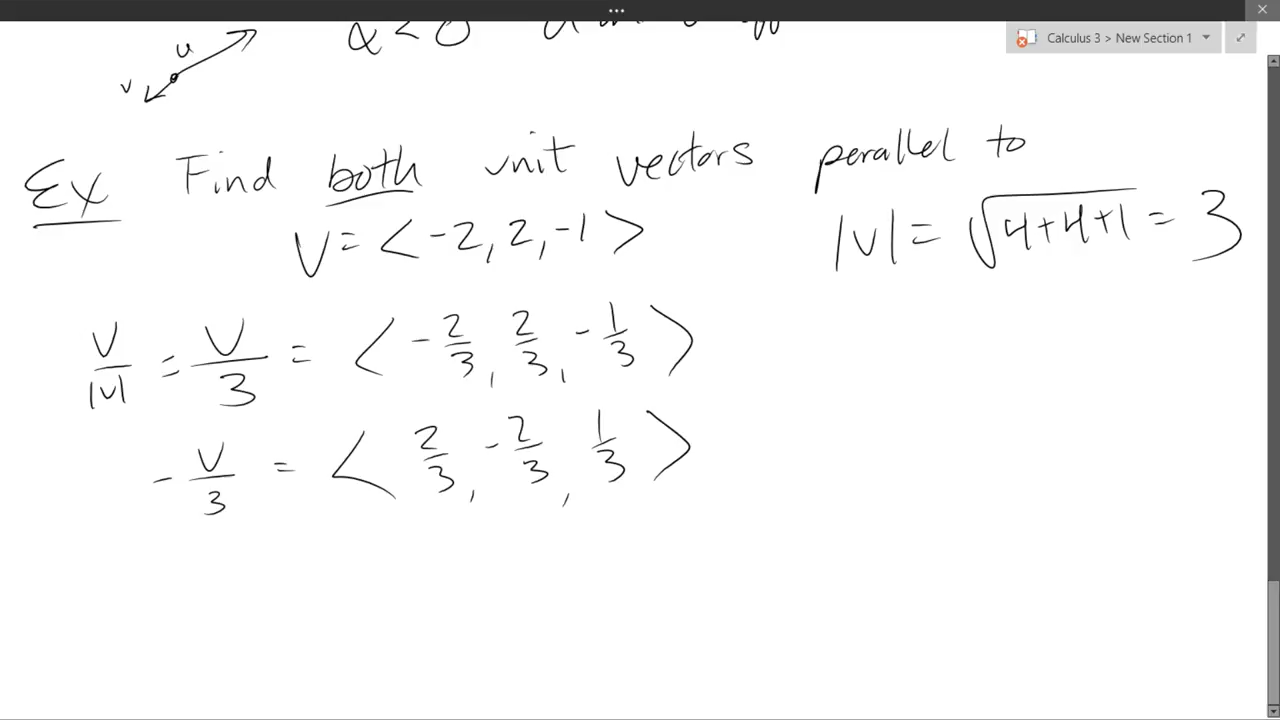 Calculus 3 > New Section 1
α < 0
u
v
Ex Find both unit vectors parallel to
v = < -2, 2, -1 >
|v| = √4+4+1 = 3
v/|v| = v/3 = < -2/3, 2/3, -1/3 >
-v/3 = < 2/3, -2/3, 1/3 >